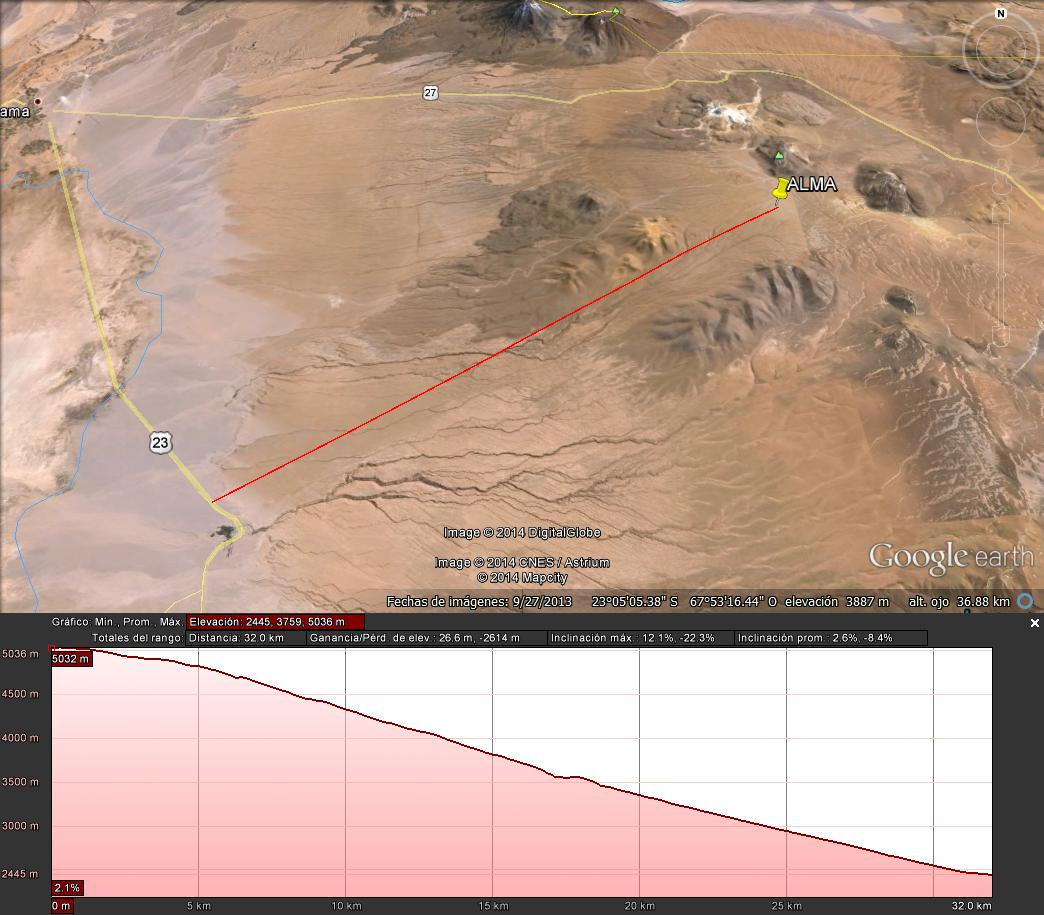 N
27
ama
ALMA
23
Image © 2014 DigitalGlobe
Image © 2014 CNES / Astrium
© 2014 Mapcity
Google earth
Fechas de imágenes: 9/27/2013 23°05'05.38" S 67°53'16.44" O elevación 3887 m alt. ojo 36.88 km
Gráfico: Mín., Prom., Máx. Elevación: 2445, 3759, 5036 m
Totales del rango: Distancia: 32.0 km Ganancia/Pérd. de elev.: 26.6 m, -2614 m Inclinación máx.: 12.1%, -22.3% Inclinación prom.: 2.6%, -8.4%
5036 m
5032 m
4500 m
4000 m
3500 m
3000 m
2445 m
2.1%
0 m 5 km 10 km 15 km 20 km 25 km 32.0 km